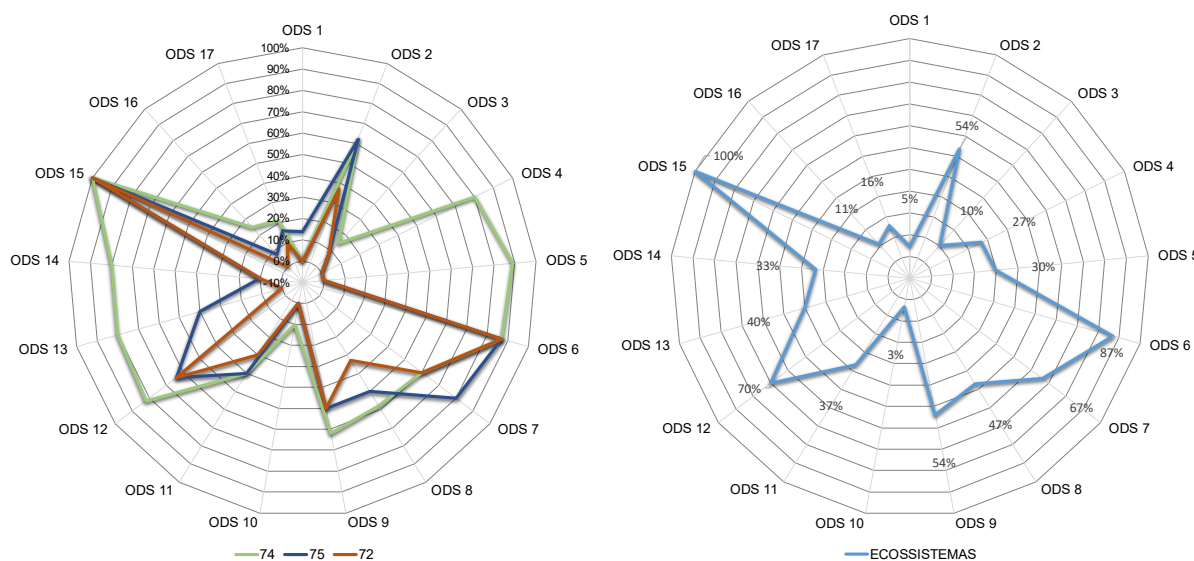 ODS 1
ODS 2
ODS 3
ODS 4
ODS 5
ODS 6
ODS 7
ODS 8
ODS 9
ODS 10
ODS 11
ODS 12
ODS 13
ODS 14
ODS 15
ODS 16
ODS 17
100%
90%
80%
70%
60%
50%
40%
30%
20%
10%
0%
-10%
74 75 72
ODS 1
ODS 2
ODS 3
ODS 4
ODS 5
ODS 6
ODS 7
ODS 8
ODS 9
ODS 10
ODS 11
ODS 12
ODS 13
ODS 14
ODS 15
ODS 16
ODS 17
5%
54%
10%
27%
30%
87%
67%
47%
54%
3%
37%
70%
40%
33%
100%
11%
16%
ECOSSISTEMAS